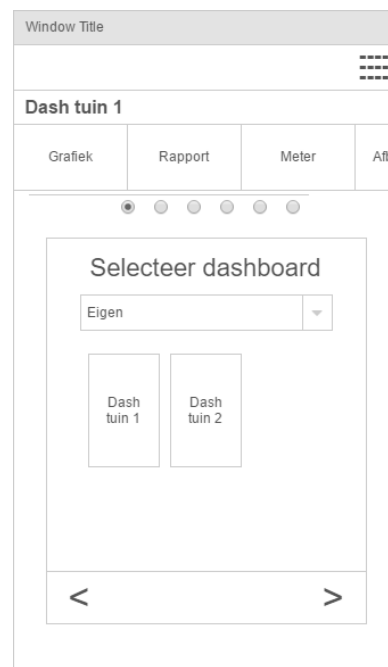 Window Title
Dash tuin 1
Grafiek Rapport Meter
Selecteer dashboard
Eigen
Dash Dash
tuin 1 tuin 2
< >